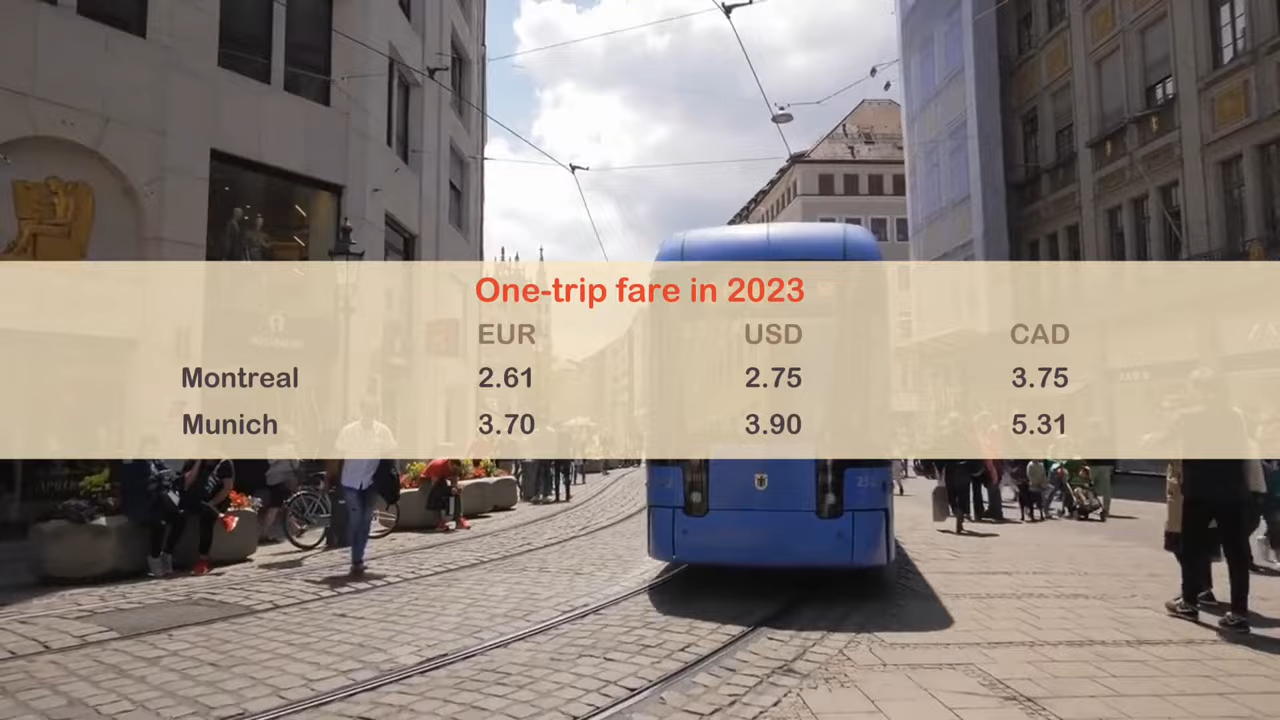 One-trip fare in 2023
EUR USD CAD
Montreal 2.61 2.75 3.75
Munich 3.70 3.90 5.31